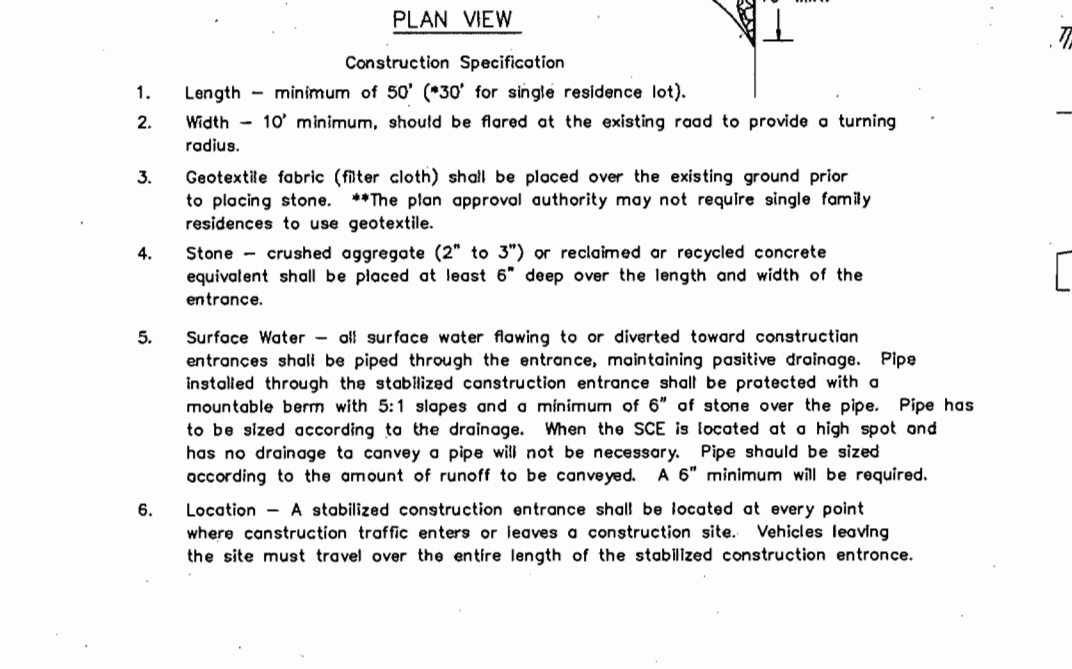 PLAN VIEW
Construction Specification
1. Length – minimum of 50' (*30' for single residence lot).
2. Width – 10' minimum, should be flared at the existing road to provide a turning
radius.
3. Geotextile fabric (filter cloth) shall be placed over the existing ground prior
to placing stone. **The plan approval authority may not require single family
residences to use geotextile.
4. Stone – crushed aggregate (2" to 3") or reclaimed or recycled concrete
equivalent shall be placed at least 6" deep over the length and width of the
entrance.
5. Surface Water – all surface water flowing to or diverted toward construction
entrances shall be piped through the entrance, maintaining positive drainage. Pipe
installed through the stabilized construction entrance shall be protected with a
mountable berm with 5:1 slopes and a minimum of 6" of stone over the pipe. Pipe has
to be sized according to the drainage. When the SCE is located at a high spot and
has no drainage to convey a pipe will not be necessary. Pipe should be sized
according to the amount of runoff to be conveyed. A 6" minimum will be required.
6. Location – A stabilized construction entrance shall be located at every point
where construction traffic enters or leaves a construction site. Vehicles leaving
the site must travel over the entire length of the stabilized construction entrance.